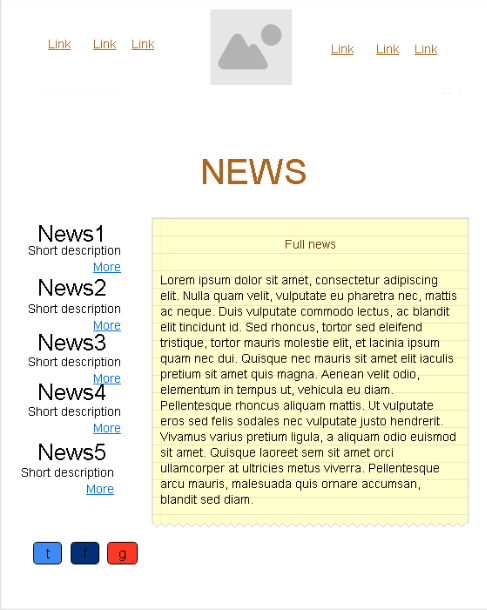 Link Link Link Link Link Link
NEWS
News1
Short description
More
News2
Short description
More
News3
Short description
More
News4
Short description
More
News5
Short description
More
Full news
Lorem ipsum dolor sit amet, consectetur adipiscing
elit. Nulla quam velit, vulputate eu pharetra nec, mattis
ac neque. Duis vulputate commodo lectus, ac blandit
elit tincidunt id. Sed rhoncus, tortor sed eleifend
tristique, tortor mauris molestie elit, et lacinia ipsum
quam nec dui. Quisque nec mauris sit amet elit iaculis
pretium sit amet quis magna. Aenean velit odio,
elementum in tempus ut, vehicula eu diam.
Pellentesque rhoncus aliquam mattis. Ut vulputate
eros sed felis sodales nec vulputate justo hendrerit.
Vivamus varius pretium ligula, a aliquam odio euismod
sit amet. Quisque laoreet sem sit amet orci
ullamcorper at ultricies metus viverra. Pellentesque
arcu mauris, malesuada quis ornare accumsan,
blandit sed diam.
t f g